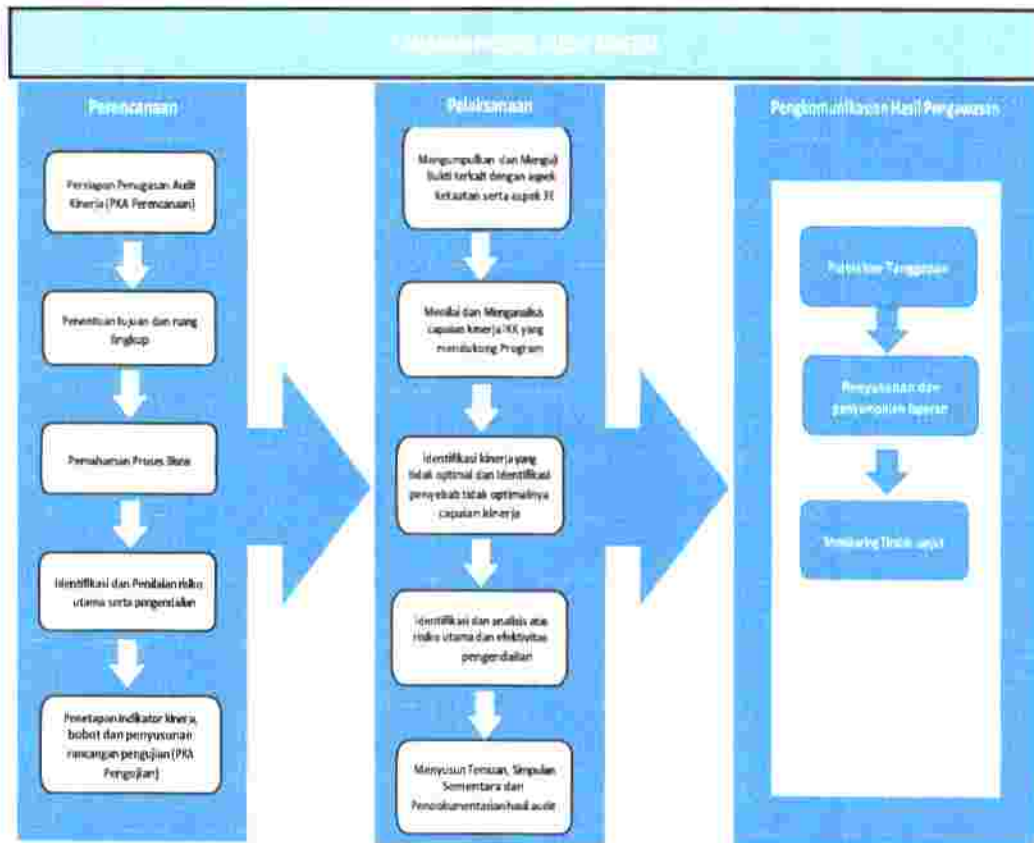 Perencanaan
Persiapan Penugasan Audit
Kinerja (PKA Perencanaan)
Penentuan tujuan dan ruang
lingkup
Pemahaman Proses Bisnis
Identifikasi dan Penilaian risiko
utama serta pengendalian
Penetapan indikator kinerja,
bobot dan penyusunan
rancangan pengujian (PKA
Pengujian)
Pelaksanaan
Mengumpulkan dan Menguji
Bukti terkait dengan aspek
ketaatan serta aspek 3E
Menilai dan Menganalisis
capaian kinerja IKK yang
mendukung Program
Identifikasi kinerja yang
tidak optimal dan Identifikasi
penyebab tidak optimalnya
capaian kinerja
Identifikasi dan analisis atas
risiko utama dan efektivitas
pengendalian
Menyusun Temuan, Simpulan
Sementara dan
Pendokumentasian hasil audit
Pengkomunikasian Hasil Pengawasan
Tanggapan
Penyusunan dan
penyampaian laporan
Monitoring Tindak Lanjut